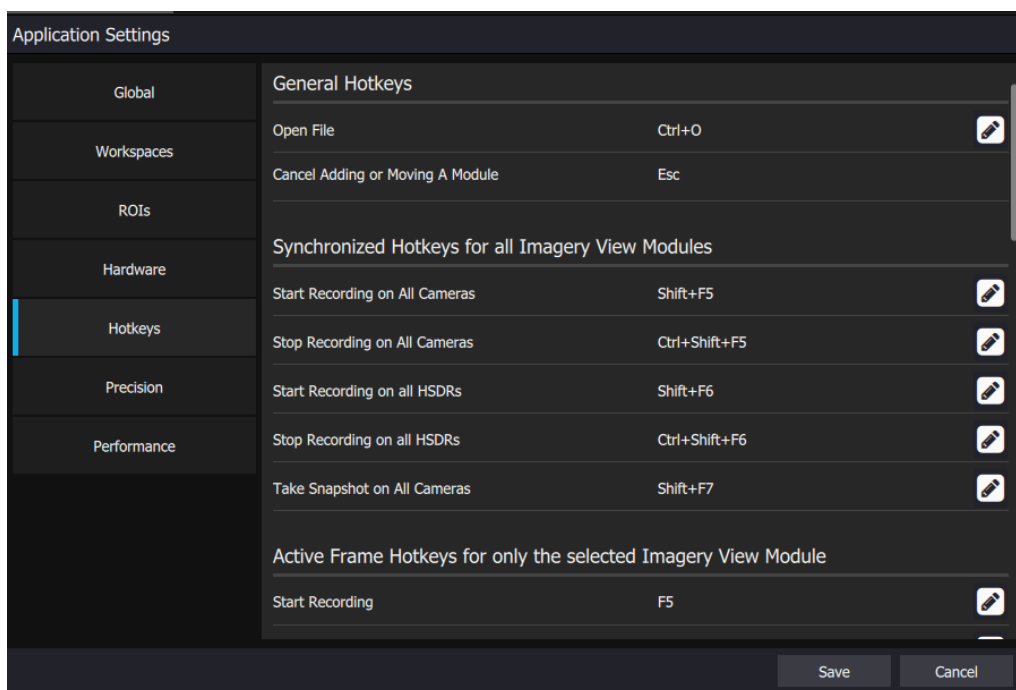 Application Settings
Global
Workspaces
ROIs
Hardware
Hotkeys
Precision
Performance
General Hotkeys
Open File Ctrl+O
Cancel Adding or Moving A Module Esc
Synchronized Hotkeys for all Imagery View Modules
Start Recording on All Cameras Shift+F5
Stop Recording on All Cameras Ctrl+Shift+F5
Start Recording on all HSDRs Shift+F6
Stop Recording on all HSDRs Ctrl+Shift+F6
Take Snapshot on All Cameras Shift+F7
Active Frame Hotkeys for only the selected Imagery View Module
Start Recording F5
Save Cancel